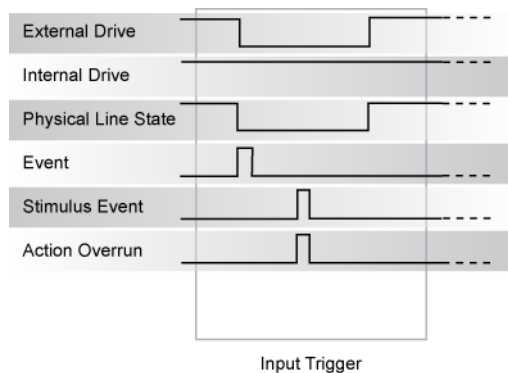 External Drive
Internal Drive
Physical Line State
Event
Stimulus Event
Action Overrun
Input Trigger